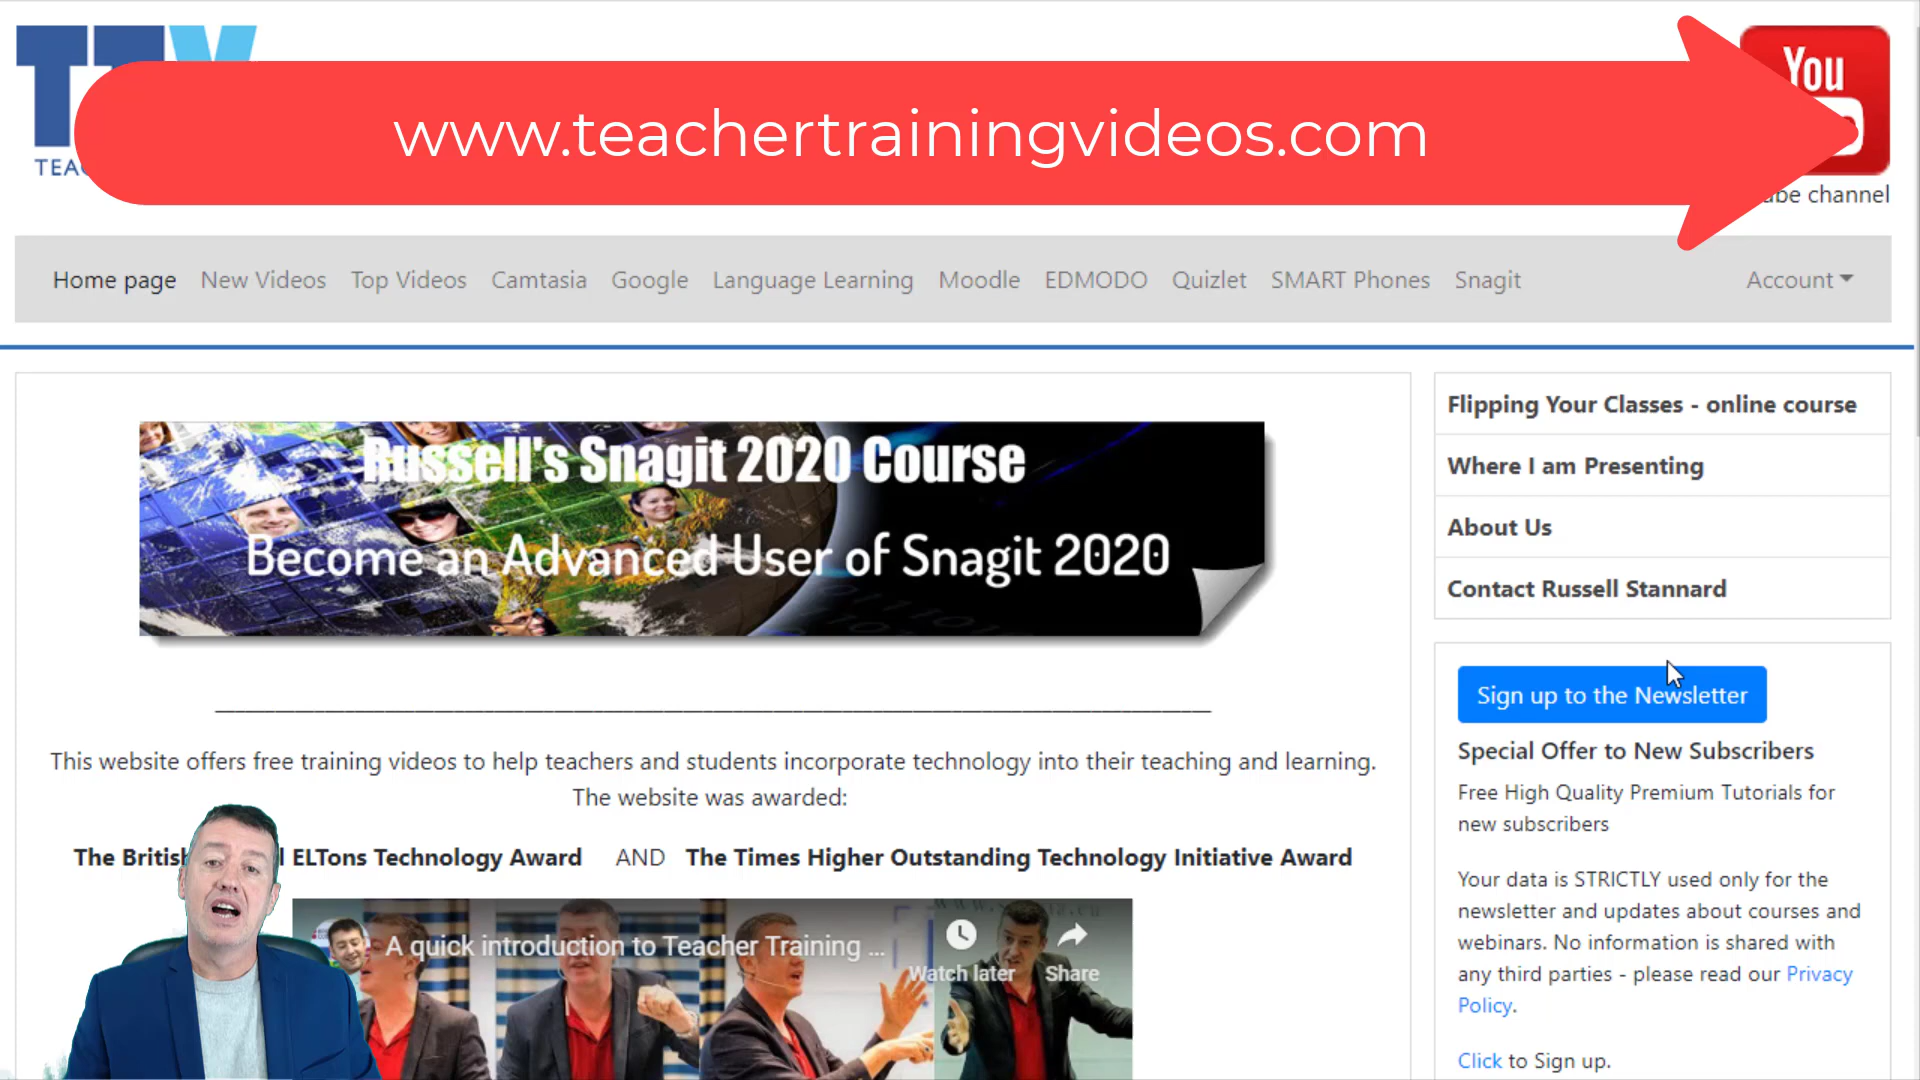 TEAC
www.teachertrainingvideos.com
You
be channel
Home page New Videos Top Videos Camtasia Google Language Learning Moodle EDMODO Quizlet SMART Phones Snagit Account
Russell's Snagit 2020 Course
Become an Advanced User of Snagit 2020
This website offers free training videos to help teachers and students incorporate technology into their teaching and learning.
The website was awarded:
The British l ELTons Technology Award AND The Times Higher Outstanding Technology Initiative Award
A quick introduction to Teacher Training ...
Watch later Share
Flipping Your Classes - online course
Where I am Presenting
About Us
Contact Russell Stannard
Sign up to the Newsletter
Special Offer to New Subscribers
Free High Quality Premium Tutorials for
new subscribers
Your data is STRICTLY used only for the
newsletter and updates about courses and
webinars. No information is shared with
any third parties - please read our Privacy
Policy.
Click to Sign up.